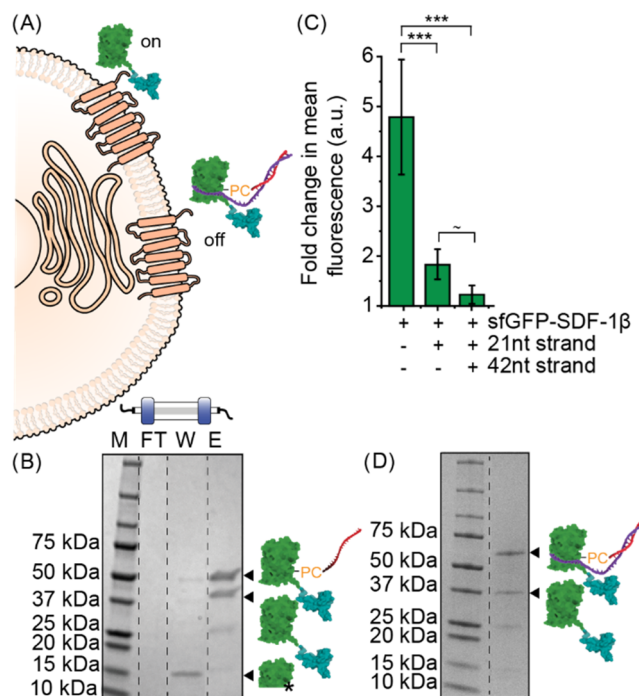 (A)
on
PC
off
(C)
***
***
~
Fold change in mean
fluorescence (a.u.)
6
5
4
3
2
1
+ + + sfGFP-SDF-1β
- + + 21nt strand
- - + 42nt strand
M FT W E
(B)
75 kDa
50 kDa
37 kDa
25 kDa
20 kDa
15 kDa
10 kDa
PC
*
(D)
75 kDa
50 kDa
37 kDa
25 kDa
20 kDa
15 kDa
10 kDa
PC